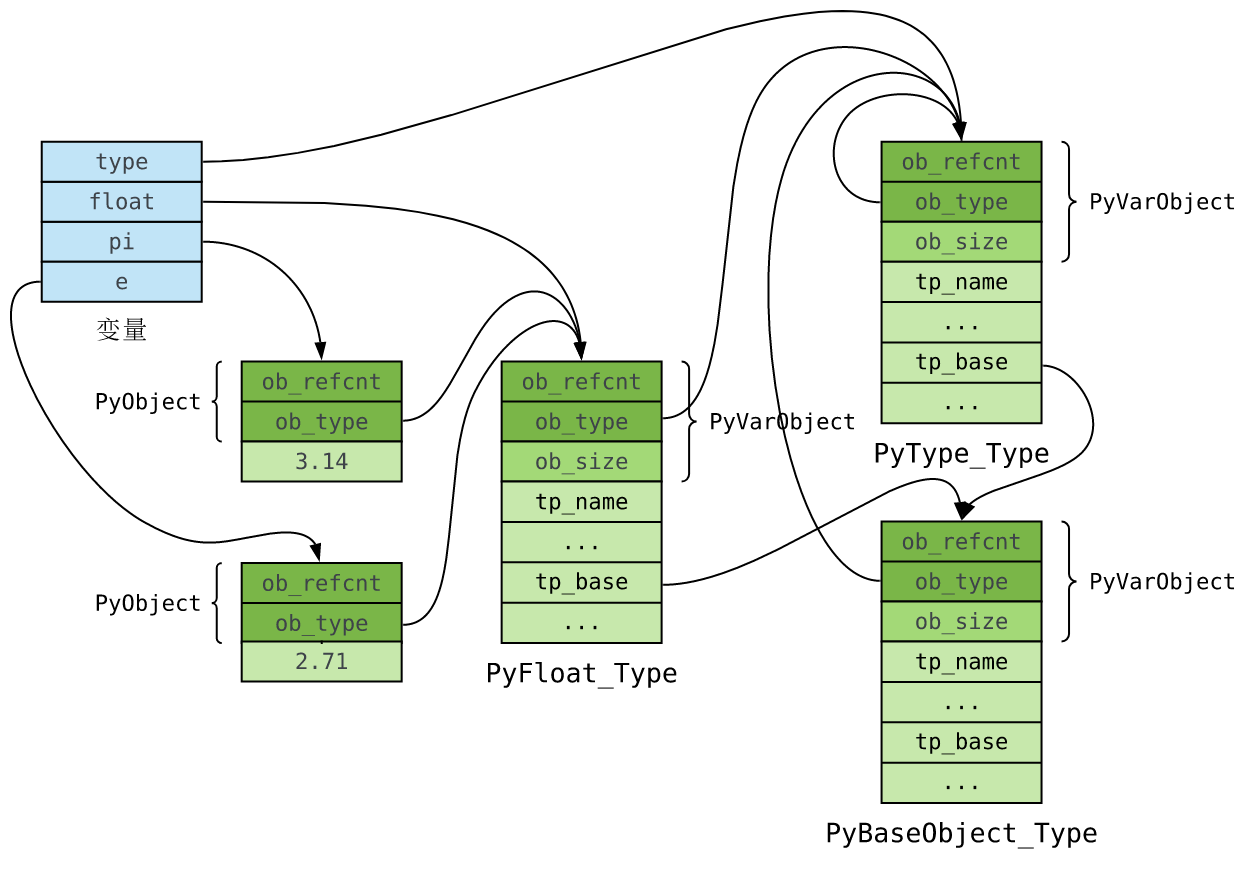 type
float
pi
e
变量
PyObject
ob_refcnt
ob_type
3.14
PyObject
ob_refcnt
ob_type
2.71
ob_refcnt
ob_type
ob_size
tp_name
...
tp_base
...
PyVarObject
PyFloat_Type
ob_refcnt
ob_type
ob_size
tp_name
...
tp_base
...
PyVarObject
PyType_Type
ob_refcnt
ob_type
ob_size
tp_name
...
tp_base
...
PyVarObject
PyBaseObject_Type